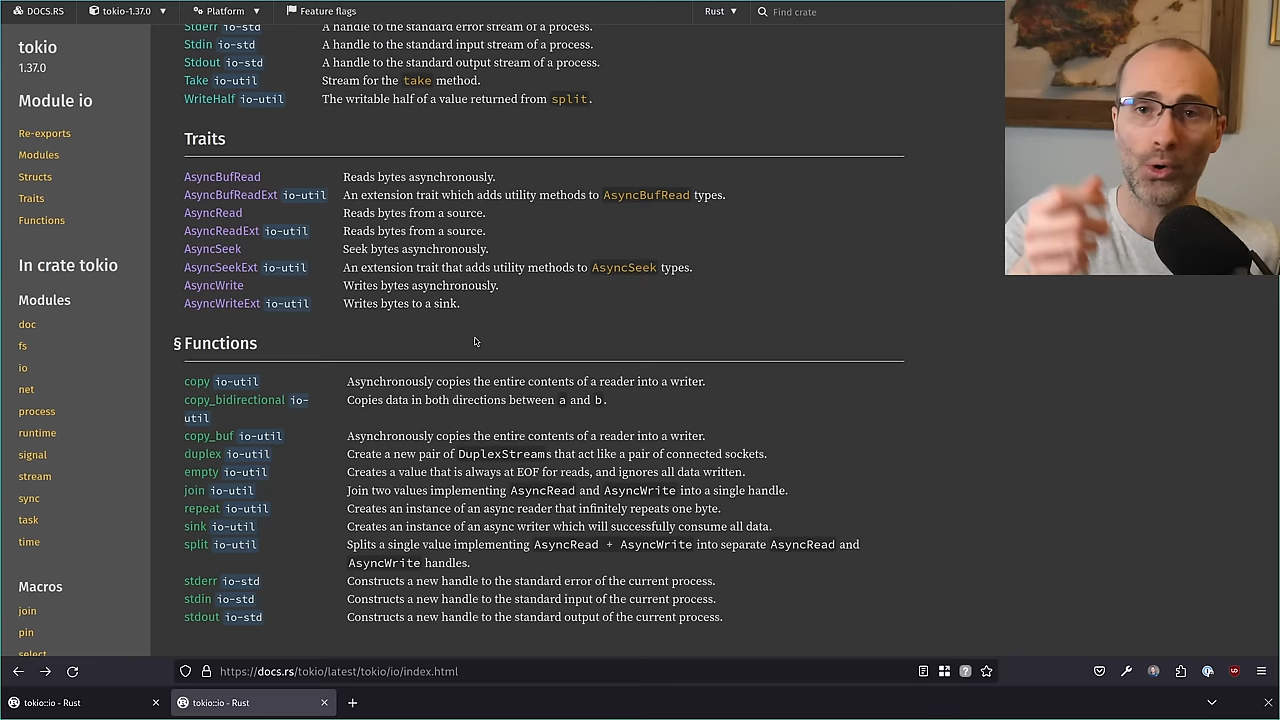 DOCS.RS tokio-1.37.0 ▼ Platform ▼ Feature flags Rust ▼ Find crate
tokio
1.37.0
Module io
Re-exports
Modules
Structs
Traits
Functions
In crate tokio
Modules
doc
fs
io
net
process
runtime
signal
stream
sync
task
time
Macros
join
pin
select
Stderr io-std A handle to the standard error stream of a process.
Stdin io-std A handle to the standard input stream of a process.
Stdout io-std A handle to the standard output stream of a process.
Take io-util Stream for the take method.
WriteHalf io-util The writable half of a value returned from split.
Traits
AsyncBufRead Reads bytes asynchronously.
AsyncBufReadExt io-util An extension trait which adds utility methods to AsyncBufRead types.
AsyncRead Reads bytes from a source.
AsyncReadExt io-util Reads bytes from a source.
AsyncSeek Seek bytes asynchronously.
AsyncSeekExt io-util An extension trait that adds utility methods to AsyncSeek types.
AsyncWrite Writes bytes asynchronously.
AsyncWriteExt io-util Writes bytes to a sink.
§ Functions
copy io-util Asynchronously copies the entire contents of a reader into a writer.
copy_bidirectional io- Copies data in both directions between a and b.
util
copy_buf io-util Asynchronously copies the entire contents of a reader into a writer.
duplex io-util Create a new pair of DuplexStreams that act like a pair of connected sockets.
empty io-util Creates a value that is always at EOF for reads, and ignores all data written.
join io-util Join two values implementing AsyncRead and AsyncWrite into a single handle.
repeat io-util Creates an instance of an async reader that infinitely repeats one byte.
sink io-util Creates an instance of an async writer which will successfully consume all data.
split io-util Splits a single value implementing AsyncRead + AsyncWrite into separate AsyncRead and
AsyncWrite handles.
stderr io-std Constructs a new handle to the standard error of the current process.
stdin io-std Constructs a new handle to the standard input of the current process.
stdout io-std Constructs a new handle to the standard output of the current process.
https://docs.rs/tokio/latest/tokio/io/index.html
tokio::io - Rust tokio::io - Rust